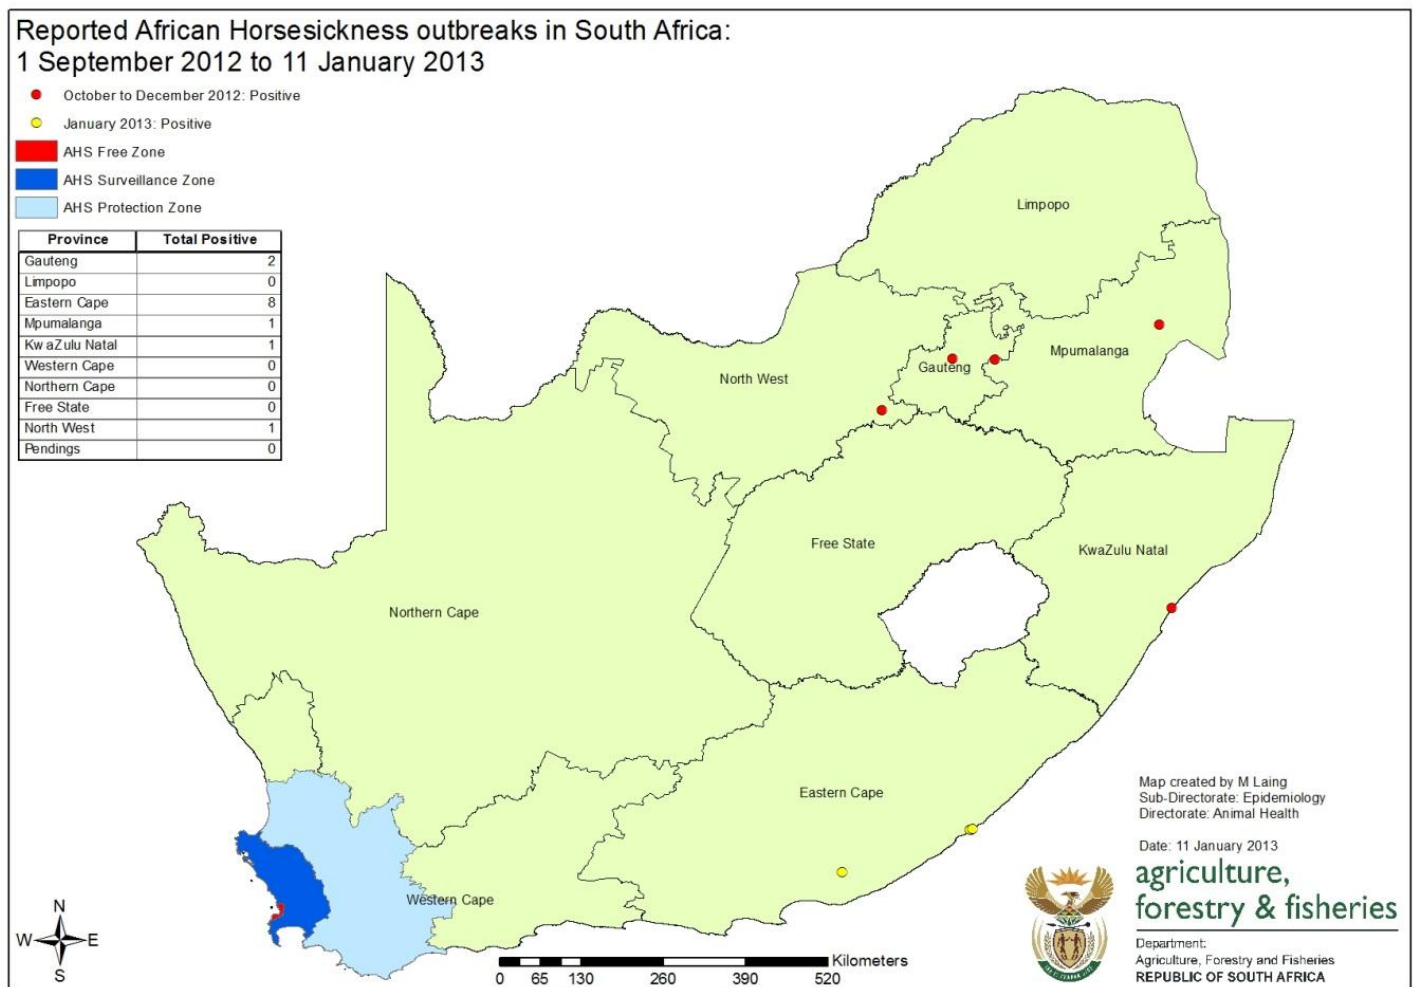 Reported African Horsesickness outbreaks in South Africa:
1 September 2012 to 11 January 2013
October to December 2012: Positive
January 2013: Positive
AHS Free Zone
AHS Surveillance Zone
AHS Protection Zone
Province Total Positive
Gauteng 2
Limpopo 0
Eastern Cape 8
Mpumalanga 1
KwaZulu Natal 1
Western Cape 0
Northern Cape 0
Free State 0
North West 1
Pendings 0
Limpopo
Mpumalanga
Gauteng
North West
Free State
KwaZulu Natal
Northern Cape
Eastern Cape
Western Cape
Map created by M Laing
Sub-Directorate: Epidemiology
Directorate: Animal Health
Date: 11 January 2013
agriculture,
forestry & fisheries
Department:
Agriculture, Forestry and Fisheries
REPUBLIC OF SOUTH AFRICA
N
W E
S
Kilometers
0 65 130 260 390 520